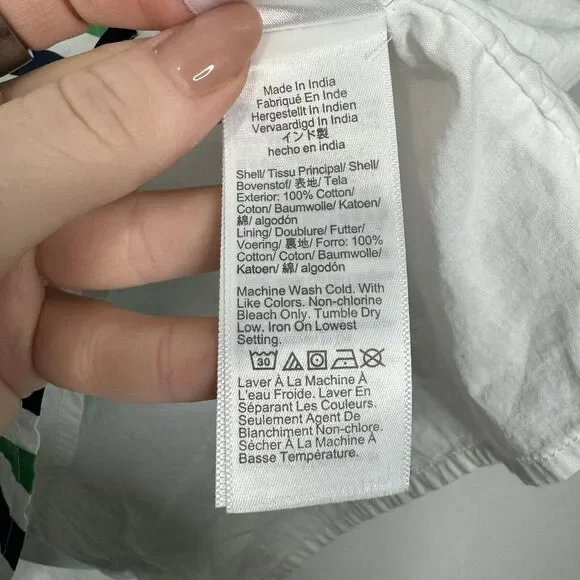 Made In India
Fabriqué En Inde
Hergestellt In Indien
Vervaardigd In India
インド製
hecho en india
Shell/ Tissu Principal/ Shell/
Bovenstof/ 表地/ Tela
Exterior: 100% Cotton/
Coton/ Baumwolle/ Katoen/
綿/ algodón
Lining/ Doublure/ Futter/
Voering/ 裏地/ Forro: 100%
Cotton/ Coton/ Baumwolle/
Katoen/ 綿/ algodón
Machine Wash Cold. With
Like Colors. Non-chlorine
Bleach Only. Tumble Dry
Low. Iron On Lowest
Setting.
30
Laver À La Machine À
L'eau Froide. Laver En
Séparant Les Couleurs.
Seulement Agent De
Blanchiment Non-chlore.
Sécher À La Machine À
Basse Température.